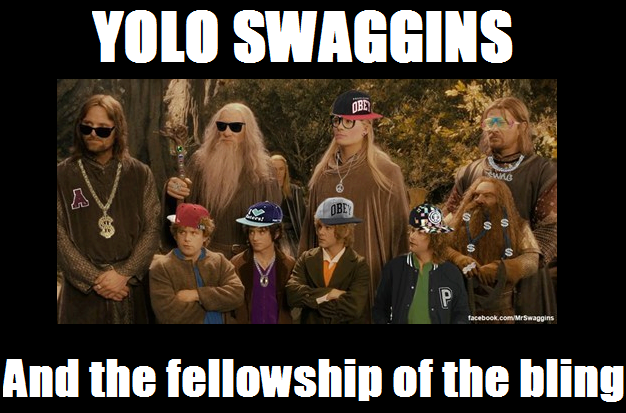 YOLO SWAGGINS
OBEY
A
SWAG
OBEY
P
facebook.com/MrSwaggins
And the fellowship of the bling